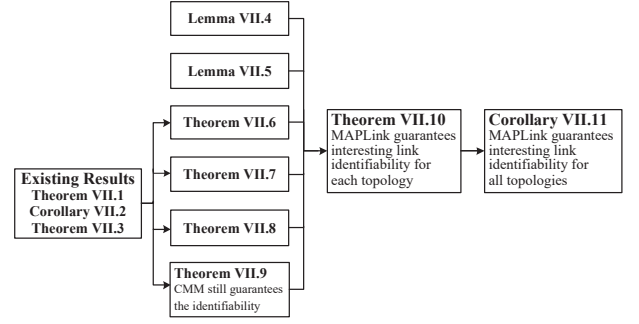 Lemma VII.4
Lemma VII.5
Theorem VII.6
Theorem VII.7
Theorem VII.8
Theorem VII.9
CMM still guarantees
the identifiability
Existing Results
Theorem VII.1
Corollary VII.2
Theorem VII.3
Theorem VII.10
MAPLink guarantees
interesting link
identifiability for
each topology
Corollary VII.11
MAPLink guarantees
interesting link
identifiability for
all topologies